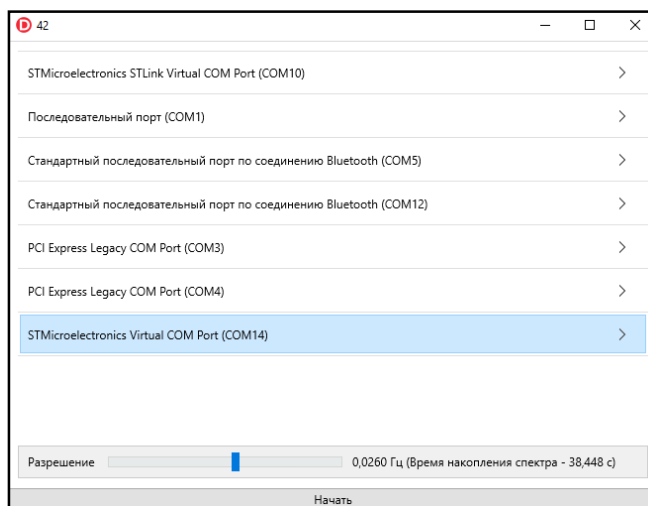 D 42
STMicroelectronics STLink Virtual COM Port (COM10)
Последовательный порт (COM1)
Стандартный последовательный порт по соединению Bluetooth (COM5)
Стандартный последовательный порт по соединению Bluetooth (COM12)
PCI Express Legacy COM Port (COM3)
PCI Express Legacy COM Port (COM4)
STMicroelectronics Virtual COM Port (COM14)
Разрешение 0,0260 Гц (Время накопления спектра - 38,448 с)
Начать